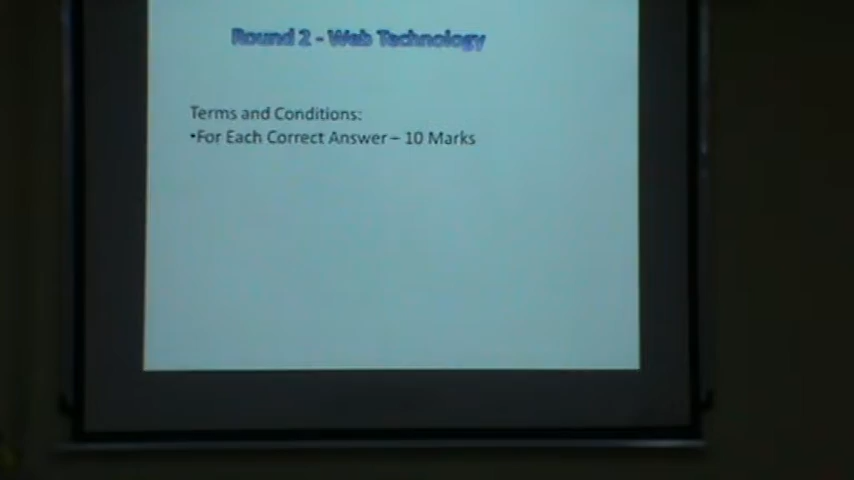 Round 2 - Web Technology
Terms and Conditions:
•For Each Correct Answer – 10 Marks